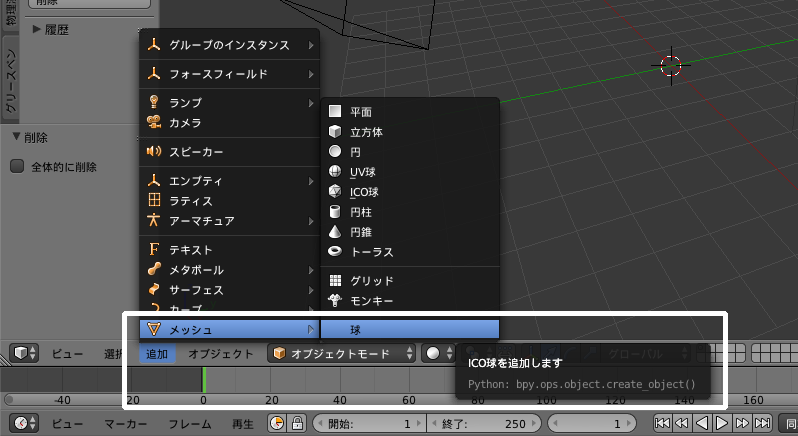 削除
履歴
グリースペン
削除
全体的に削除
グループのインスタンス
フォースフィールド
ランプ
カメラ
スピーカー
エンプティ
ラティス
アーマチュア
テキスト
メタボール
サーフェス
カーブ
メッシュ
平面
立方体
円
UV球
ICO球
円柱
円錐
トーラス
グリッド
モンキー
球
ビュー 選択 追加 オブジェクト オブジェクトモード グローバル
ICO球を追加します
Python: bpy.ops.object.create_object()
-40 -20 0 20 40 60 80 100 120 140 160
ビュー マーカー フレーム 再生 開始: 1 終了: 250 1 同